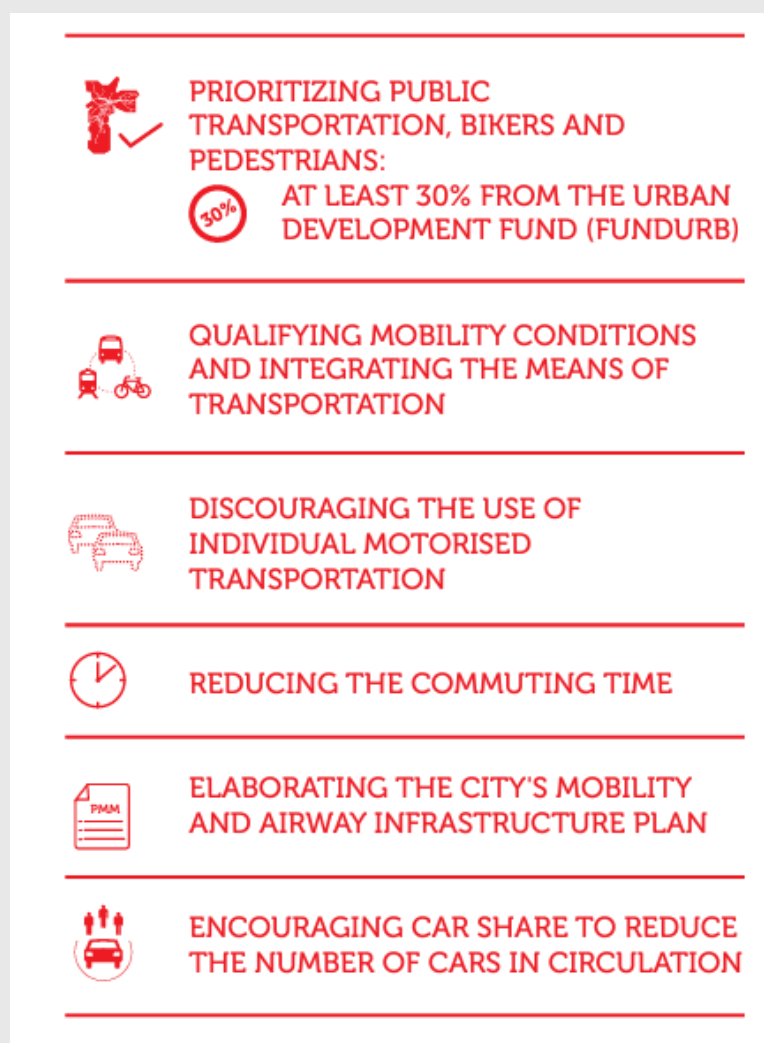 PRIORITIZING PUBLIC
TRANSPORTATION, BIKERS AND
PEDESTRIANS:
30%
AT LEAST 30% FROM THE URBAN
DEVELOPMENT FUND (FUNDURB)
QUALIFYING MOBILITY CONDITIONS
AND INTEGRATING THE MEANS OF
TRANSPORTATION
DISCOURAGING THE USE OF
INDIVIDUAL MOTORISED
TRANSPORTATION
REDUCING THE COMMUTING TIME
PMM
ELABORATING THE CITY'S MOBILITY
AND AIRWAY INFRASTRUCTURE PLAN
ENCOURAGING CAR SHARE TO REDUCE
THE NUMBER OF CARS IN CIRCULATION